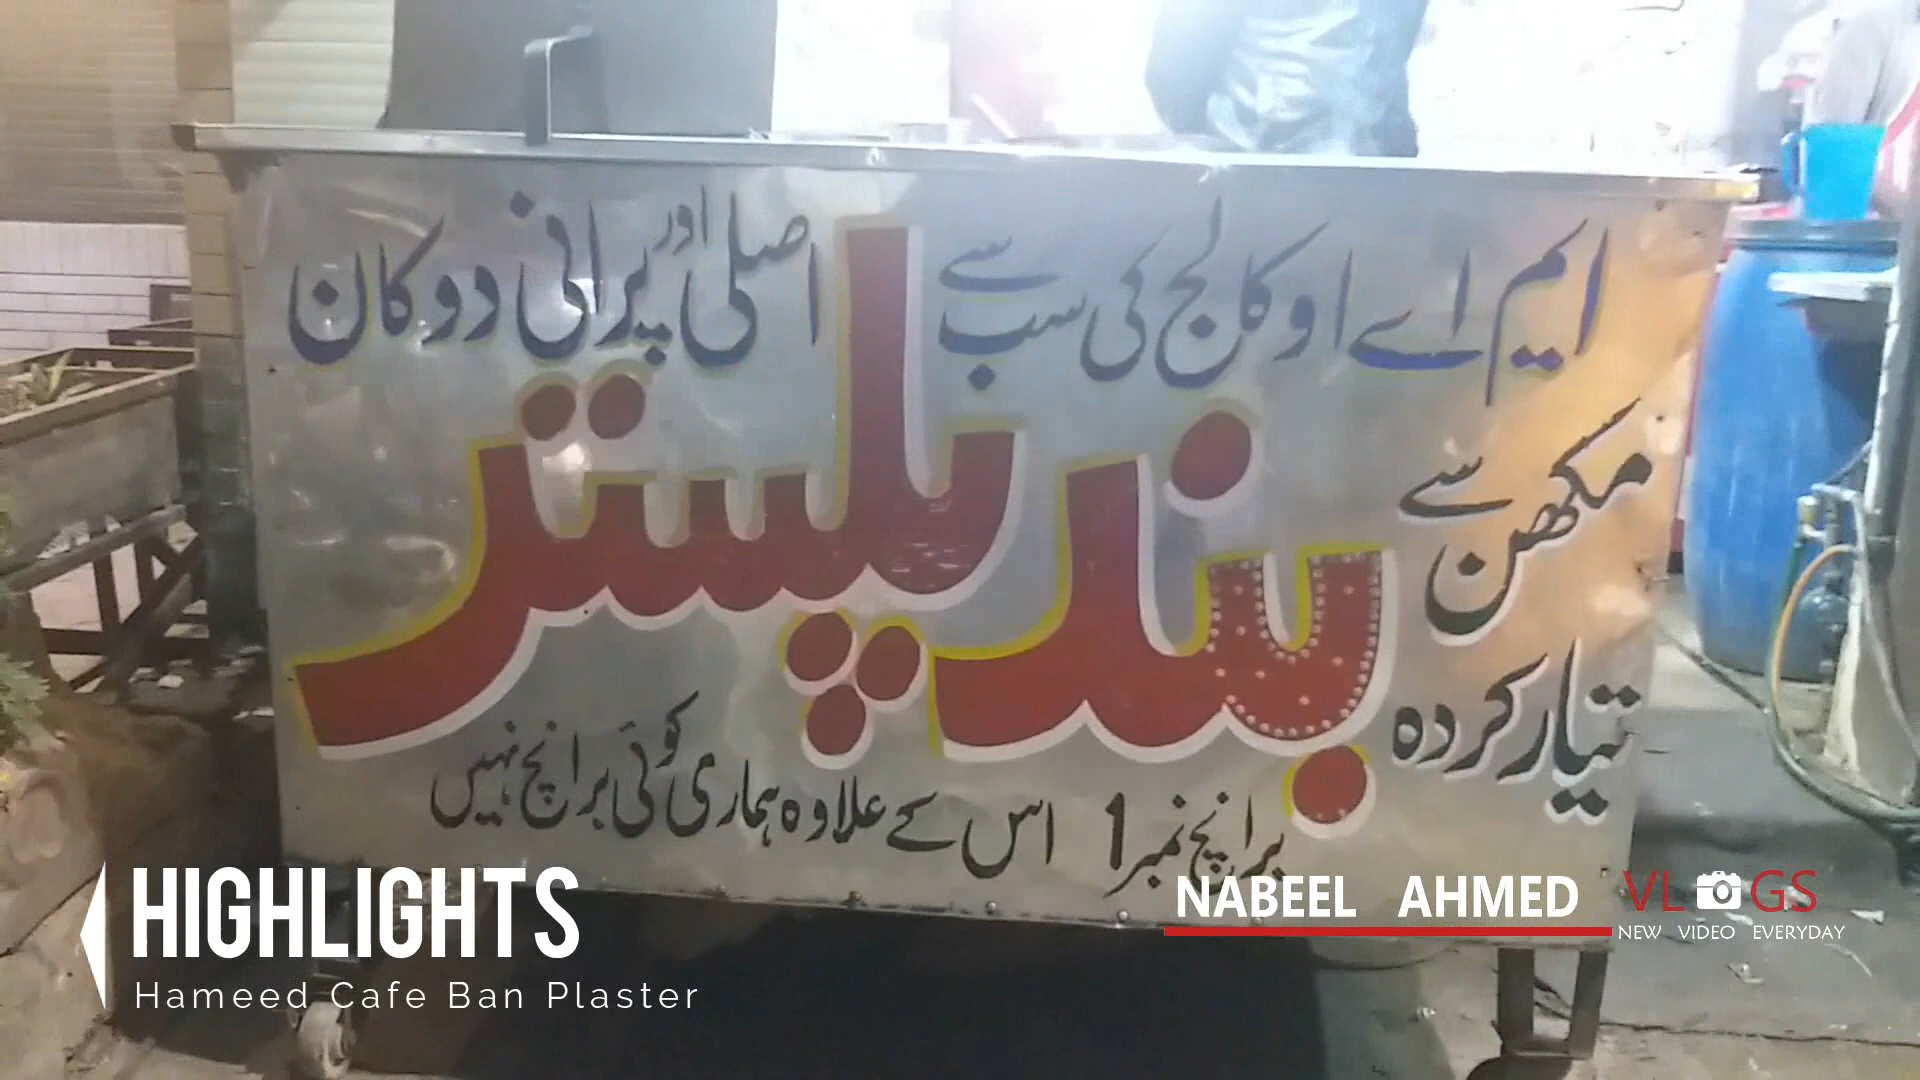 ایم اے او کالج کی سب سے اصلی اور پرانی دوکان
مکھن سے
تیار کردہ
بند پلستر
برانچ نمبر 1 اس کے علاوہ ہماری کوئی برانچ نہیں
HIGHLIGHTS
Hameed Cafe Ban Plaster
NABEEL AHMED VLOGS
NEW VIDEO EVERYDAY